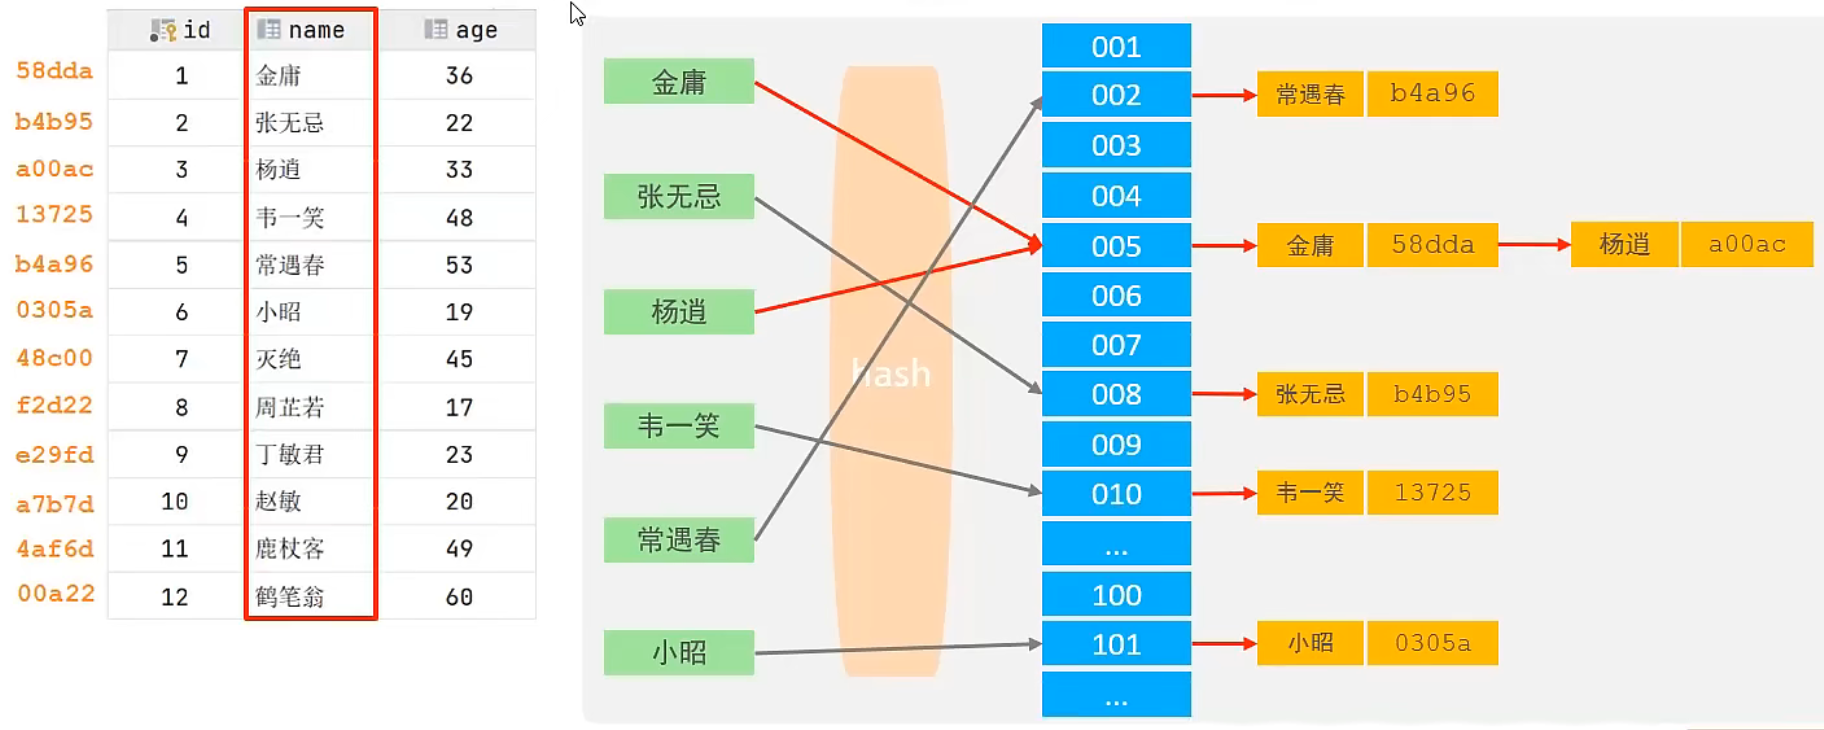 id name age
58dda 1 金庸 36
b4b95 2 张无忌 22
a00ac 3 杨逍 33
13725 4 韦一笑 48
b4a96 5 常遇春 53
0305a 6 小昭 19
48c00 7 灭绝 45
f2d22 8 周芷若 17
e29fd 9 丁敏君 23
a7b7d 10 赵敏 20
4af6d 11 鹿杖客 49
00a22 12 鹤笔翁 60
金庸
张无忌
杨逍
韦一笑
常遇春
小昭
hash
001
002 常遇春 b4a96
003
004
005 金庸 58dda 杨逍 a00ac
006
007
008 张无忌 b4b95
009
010 韦一笑 13725
...
100
101 小昭 0305a
...